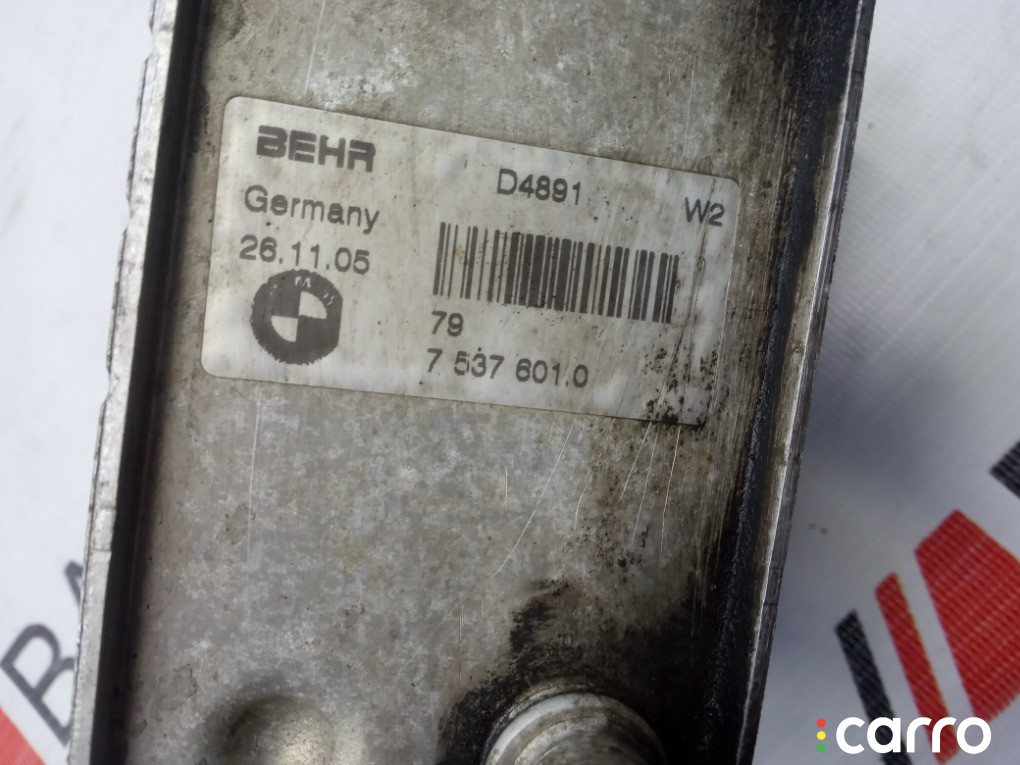 BEHR
D4891
W2
Germany
26.11.05
79
7 537 601.0
carro